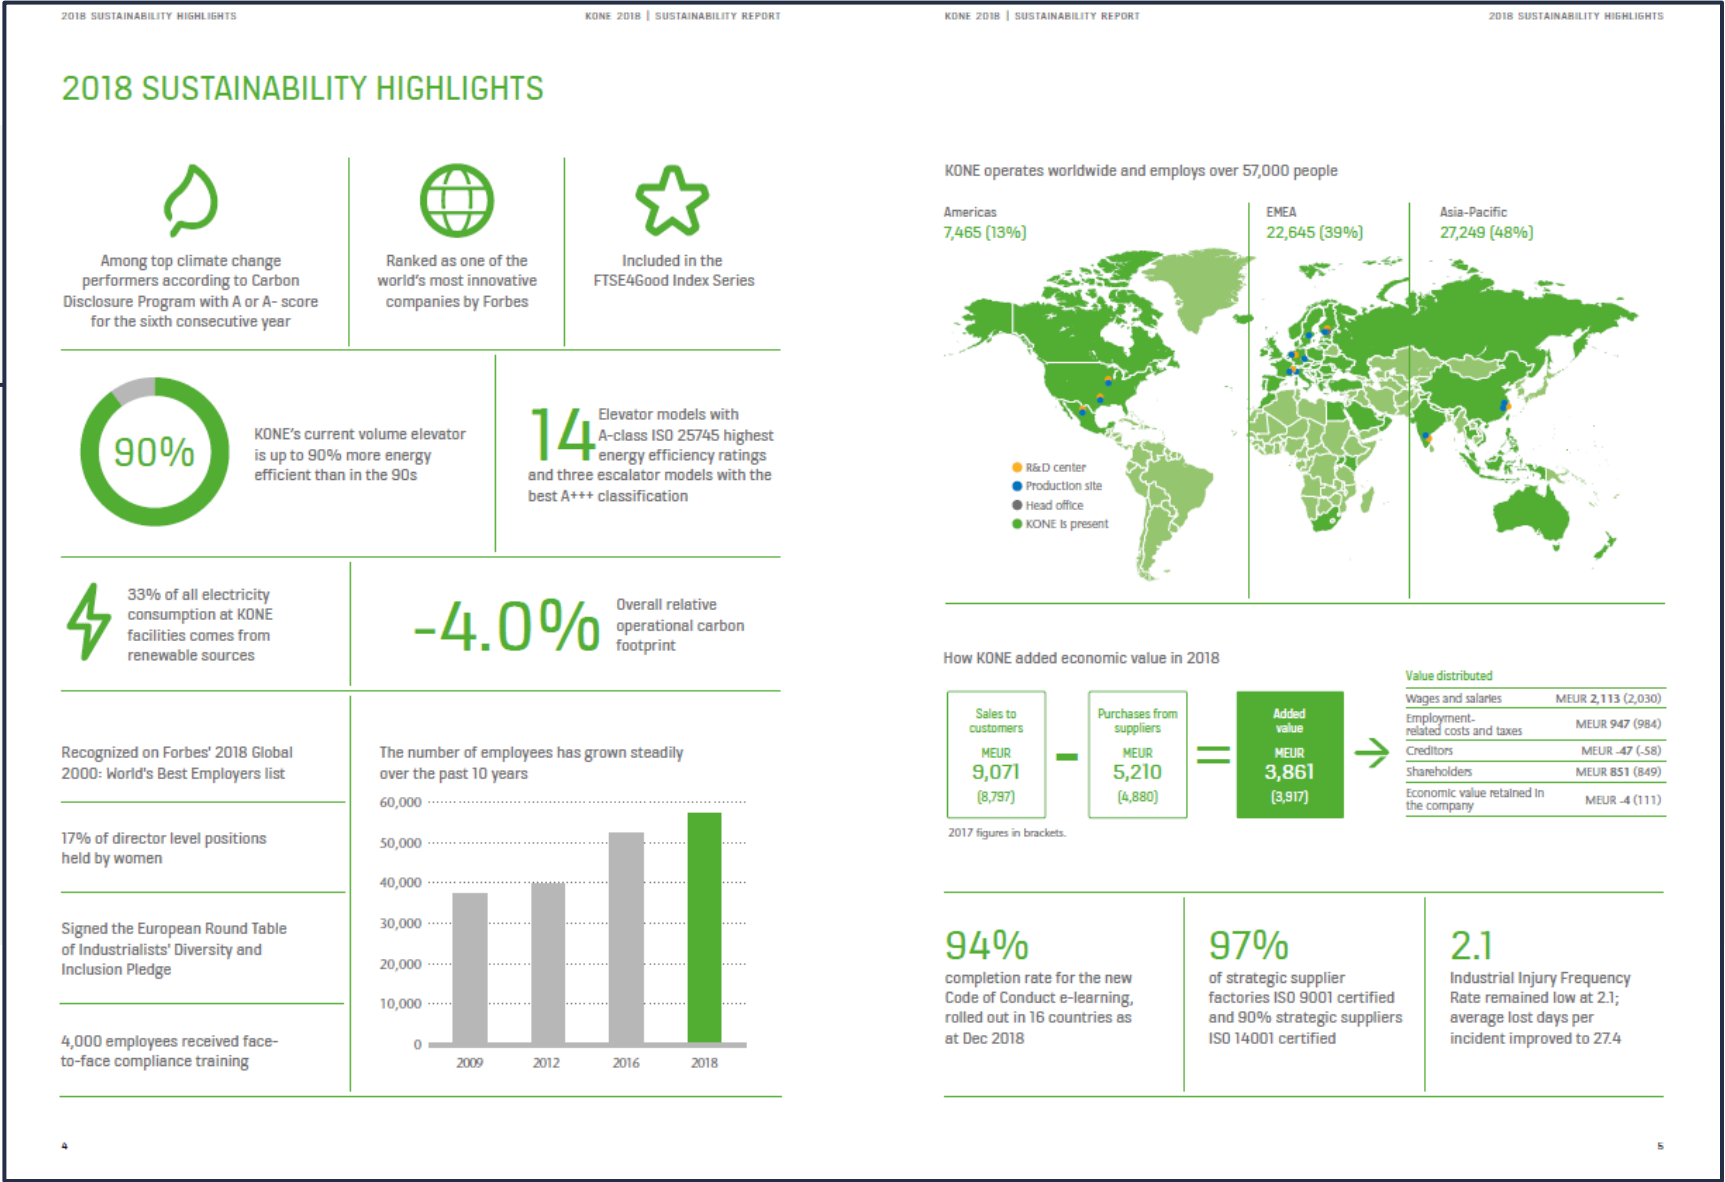 2018 SUSTAINABILITY HIGHLIGHTS
KONE 2018 | SUSTAINABILITY REPORT
2018 SUSTAINABILITY HIGHLIGHTS
Among top climate change
performers according to Carbon
Disclosure Program with A or A- score
for the sixth consecutive year
Ranked as one of the
world's most innovative
companies by Forbes
Included in the
FTSE4Good Index Series
90%
KONE's current volume elevator
is up to 90% more energy
efficient than in the 90s
14
Elevator models with
A-class ISO 25745 highest
energy efficiency ratings
and three escalator models with the
best A+++ classification
33% of all electricity
consumption at KONE
facilities comes from
renewable sources
-4.0%
Overall relative
operational carbon
footprint
Recognized on Forbes' 2018 Global
2000: World's Best Employers list
17% of director level positions
held by women
Signed the European Round Table
of Industrialists' Diversity and
Inclusion Pledge
4,000 employees received face-
to-face compliance training
The number of employees has grown steadily
over the past 10 years
60,000
50,000
40,000
30,000
20,000
10,000
0
2009 2012 2016 2018
4
KONE 2018 | SUSTAINABILITY REPORT
2018 SUSTAINABILITY HIGHLIGHTS
KONE operates worldwide and employs over 57,000 people
Americas
7,465 (13%)
EMEA
22,645 (39%)
Asia-Pacific
27,249 (48%)
R&D center
Production site
Head office
KONE is present
How KONE added economic value in 2018
Sales to
customers
MEUR
9,071
(8,797)
-
Purchases from
suppliers
MEUR
5,210
(4,880)
=
Added
value
MEUR
3,861
(3,917)
2017 figures in brackets.
Value distributed
Wages and salaries MEUR 2,113 (2,030)
Employment-
related costs and taxes MEUR 947 (984)
Creditors MEUR -47 (-58)
Shareholders MEUR 851 (849)
Economic value retained in
the company MEUR -4 (111)
94%
completion rate for the new
Code of Conduct e-learning,
rolled out in 16 countries as
at Dec 2018
97%
of strategic supplier
factories ISO 9001 certified
and 90% strategic suppliers
ISO 14001 certified
2.1
Industrial Injury Frequency
Rate remained low at 2.1;
average lost days per
incident improved to 27.4
5